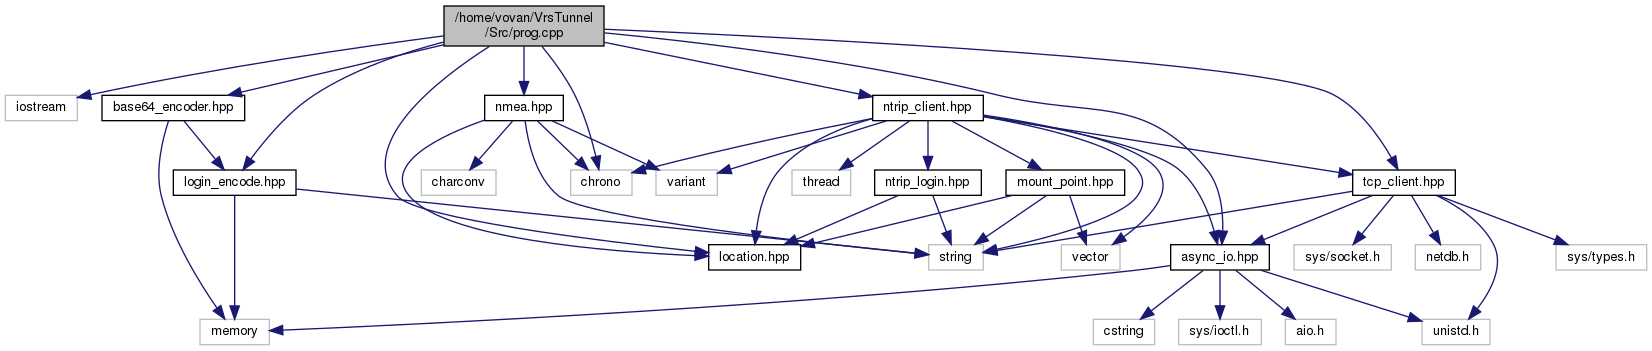 /home/vovan/VrsTunnel
/Src/prog.cpp
iostream
base64_encoder.hpp
nmea.hpp
ntrip_client.hpp
login_encode.hpp
charconv
chrono
variant
thread
ntrip_login.hpp
mount_point.hpp
tcp_client.hpp
location.hpp
string
vector
async_io.hpp
sys/socket.h
netdb.h
sys/types.h
memory
cstring
sys/ioctl.h
aio.h
unistd.h